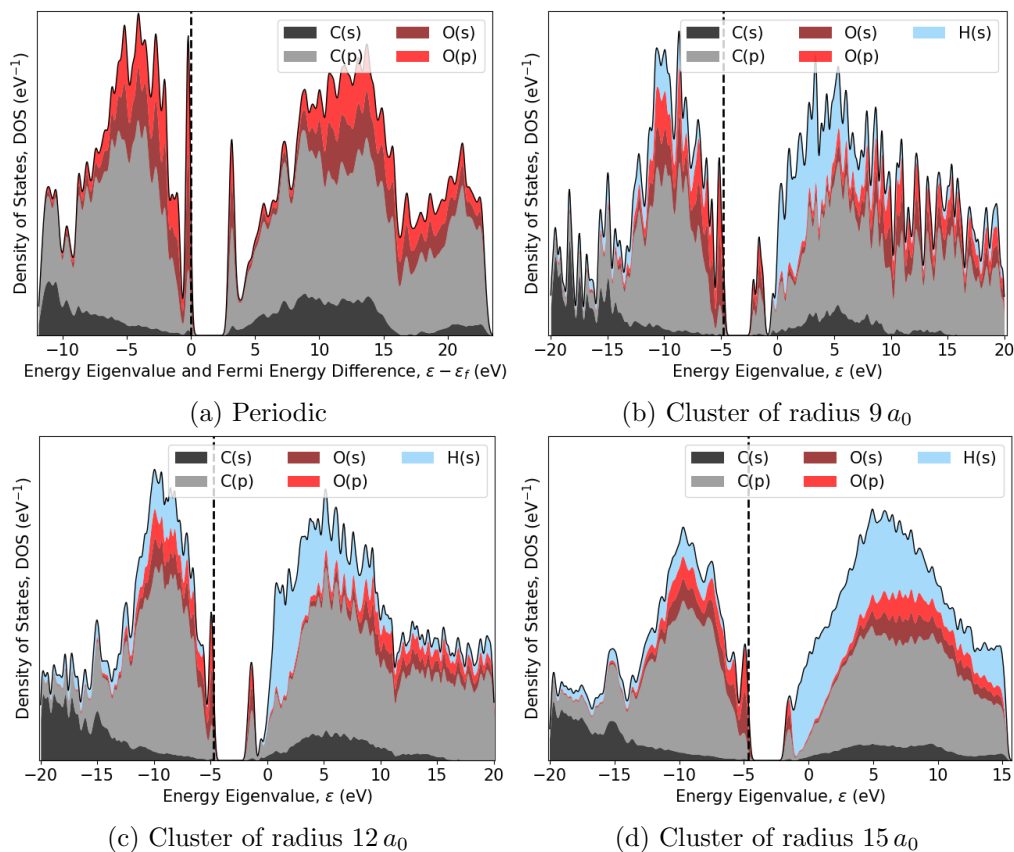 C(s) O(s)
C(p) O(p)
Density of States, DOS (eV⁻¹)
−10 −5 0 5 10 15 20
Energy Eigenvalue and Fermi Energy Difference, ε − ε_f (eV)
(a) Periodic
C(s) O(s) H(s)
C(p) O(p)
Density of States, DOS (eV⁻¹)
−20 −15 −10 −5 0 5 10 15 20
Energy Eigenvalue, ε (eV)
(b) Cluster of radius 9 a₀
C(s) O(s) H(s)
C(p) O(p)
Density of States, DOS (eV⁻¹)
−20 −15 −10 −5 0 5 10 15 20
Energy Eigenvalue, ε (eV)
(c) Cluster of radius 12 a₀
C(s) O(s) H(s)
C(p) O(p)
Density of States, DOS (eV⁻¹)
−20 −15 −10 −5 0 5 10 15
Energy Eigenvalue, ε (eV)
(d) Cluster of radius 15 a₀